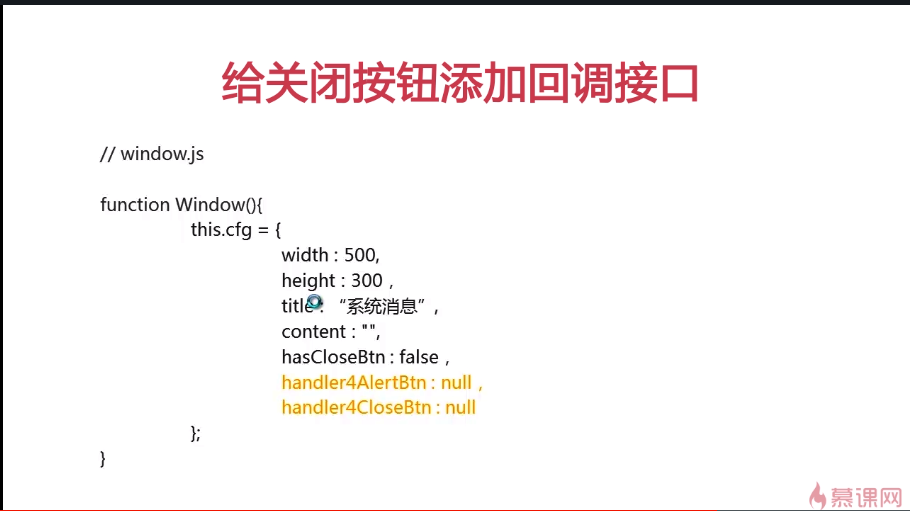 给关闭按钮添加回调接口
// window.js
function Window(){
this.cfg = {
width : 500,
height : 300 ,
title : “系统消息” ,
content : "",
hasCloseBtn : false ,
handler4AlertBtn : null ,
handler4CloseBtn : null
};
}
慕课网